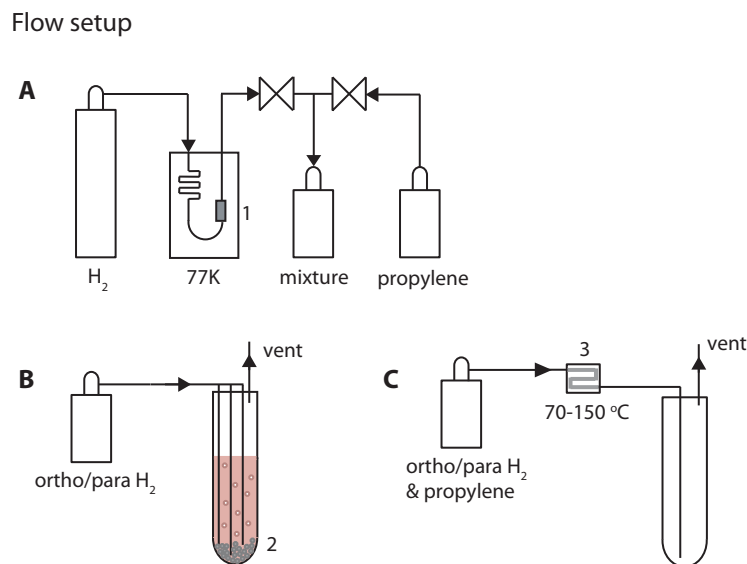 Flow setup
A
1
H₂
77K
mixture
propylene
B
vent
ortho/para H₂
2
C
3
vent
70-150 ºC
ortho/para H₂
& propylene